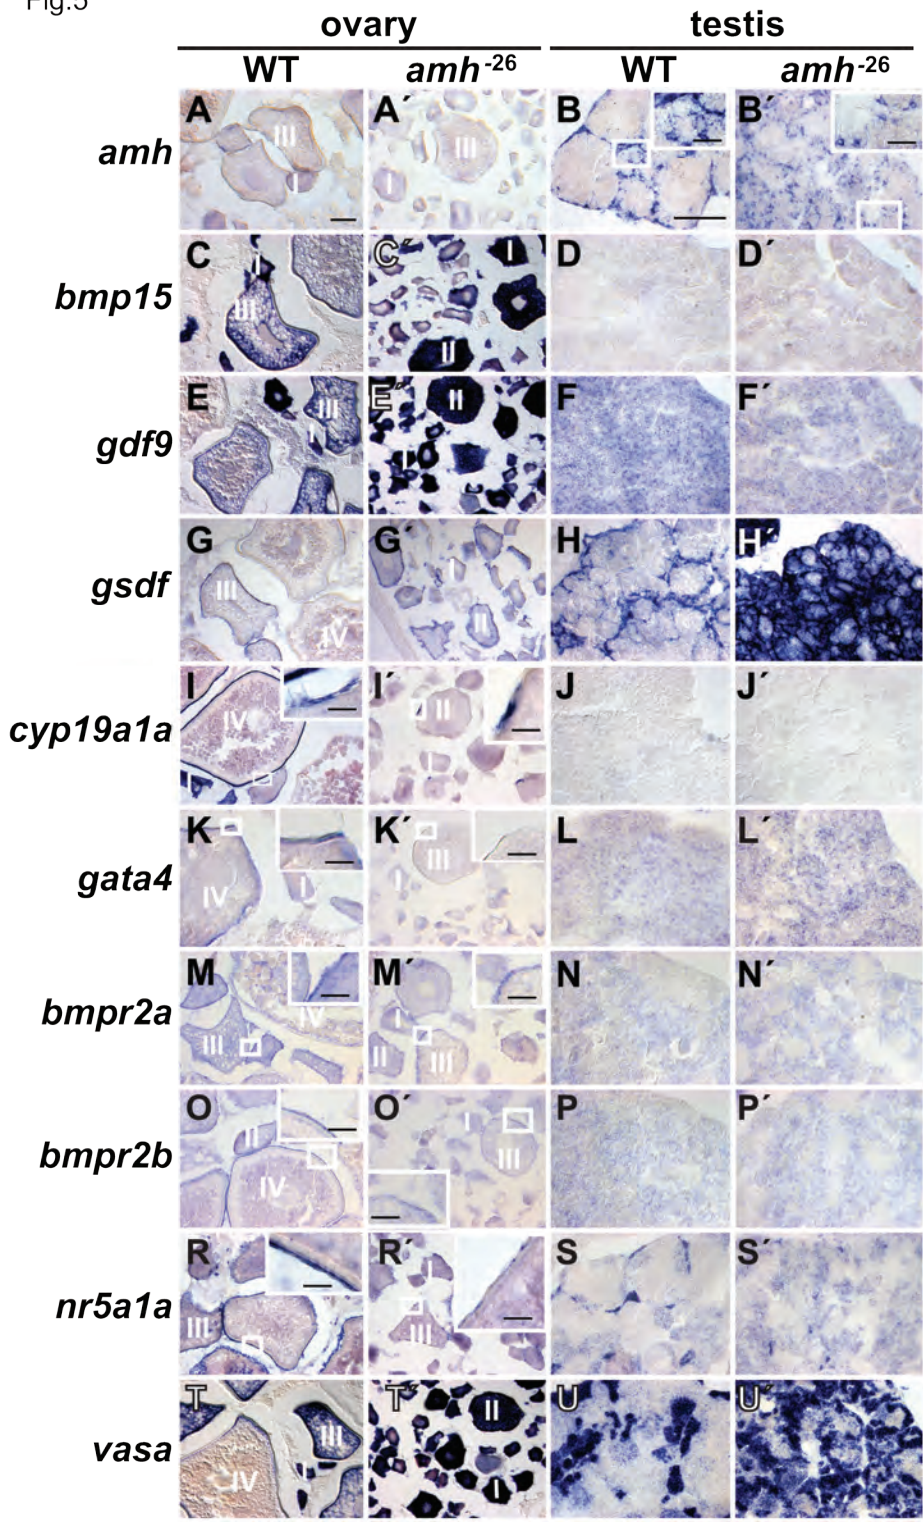 Fig.5
ovary testis
WT amh-26 WT amh-26
amh A III I A´ III I B B´
bmp15 C I III C´ I II D D´
gdf9 E III I E´ II I F F´
gsdf G III IV G´ I II H H´
cyp19a1a I IV I I´ II I J J´
gata4 K IV I K´ III I L L´
bmpr2a M III IV M´ I II III N N´
bmpr2b O II IV O´ I III P P´
nr5a1a R III R´ I III S S´
vasa T III I IV T´ II I U U´